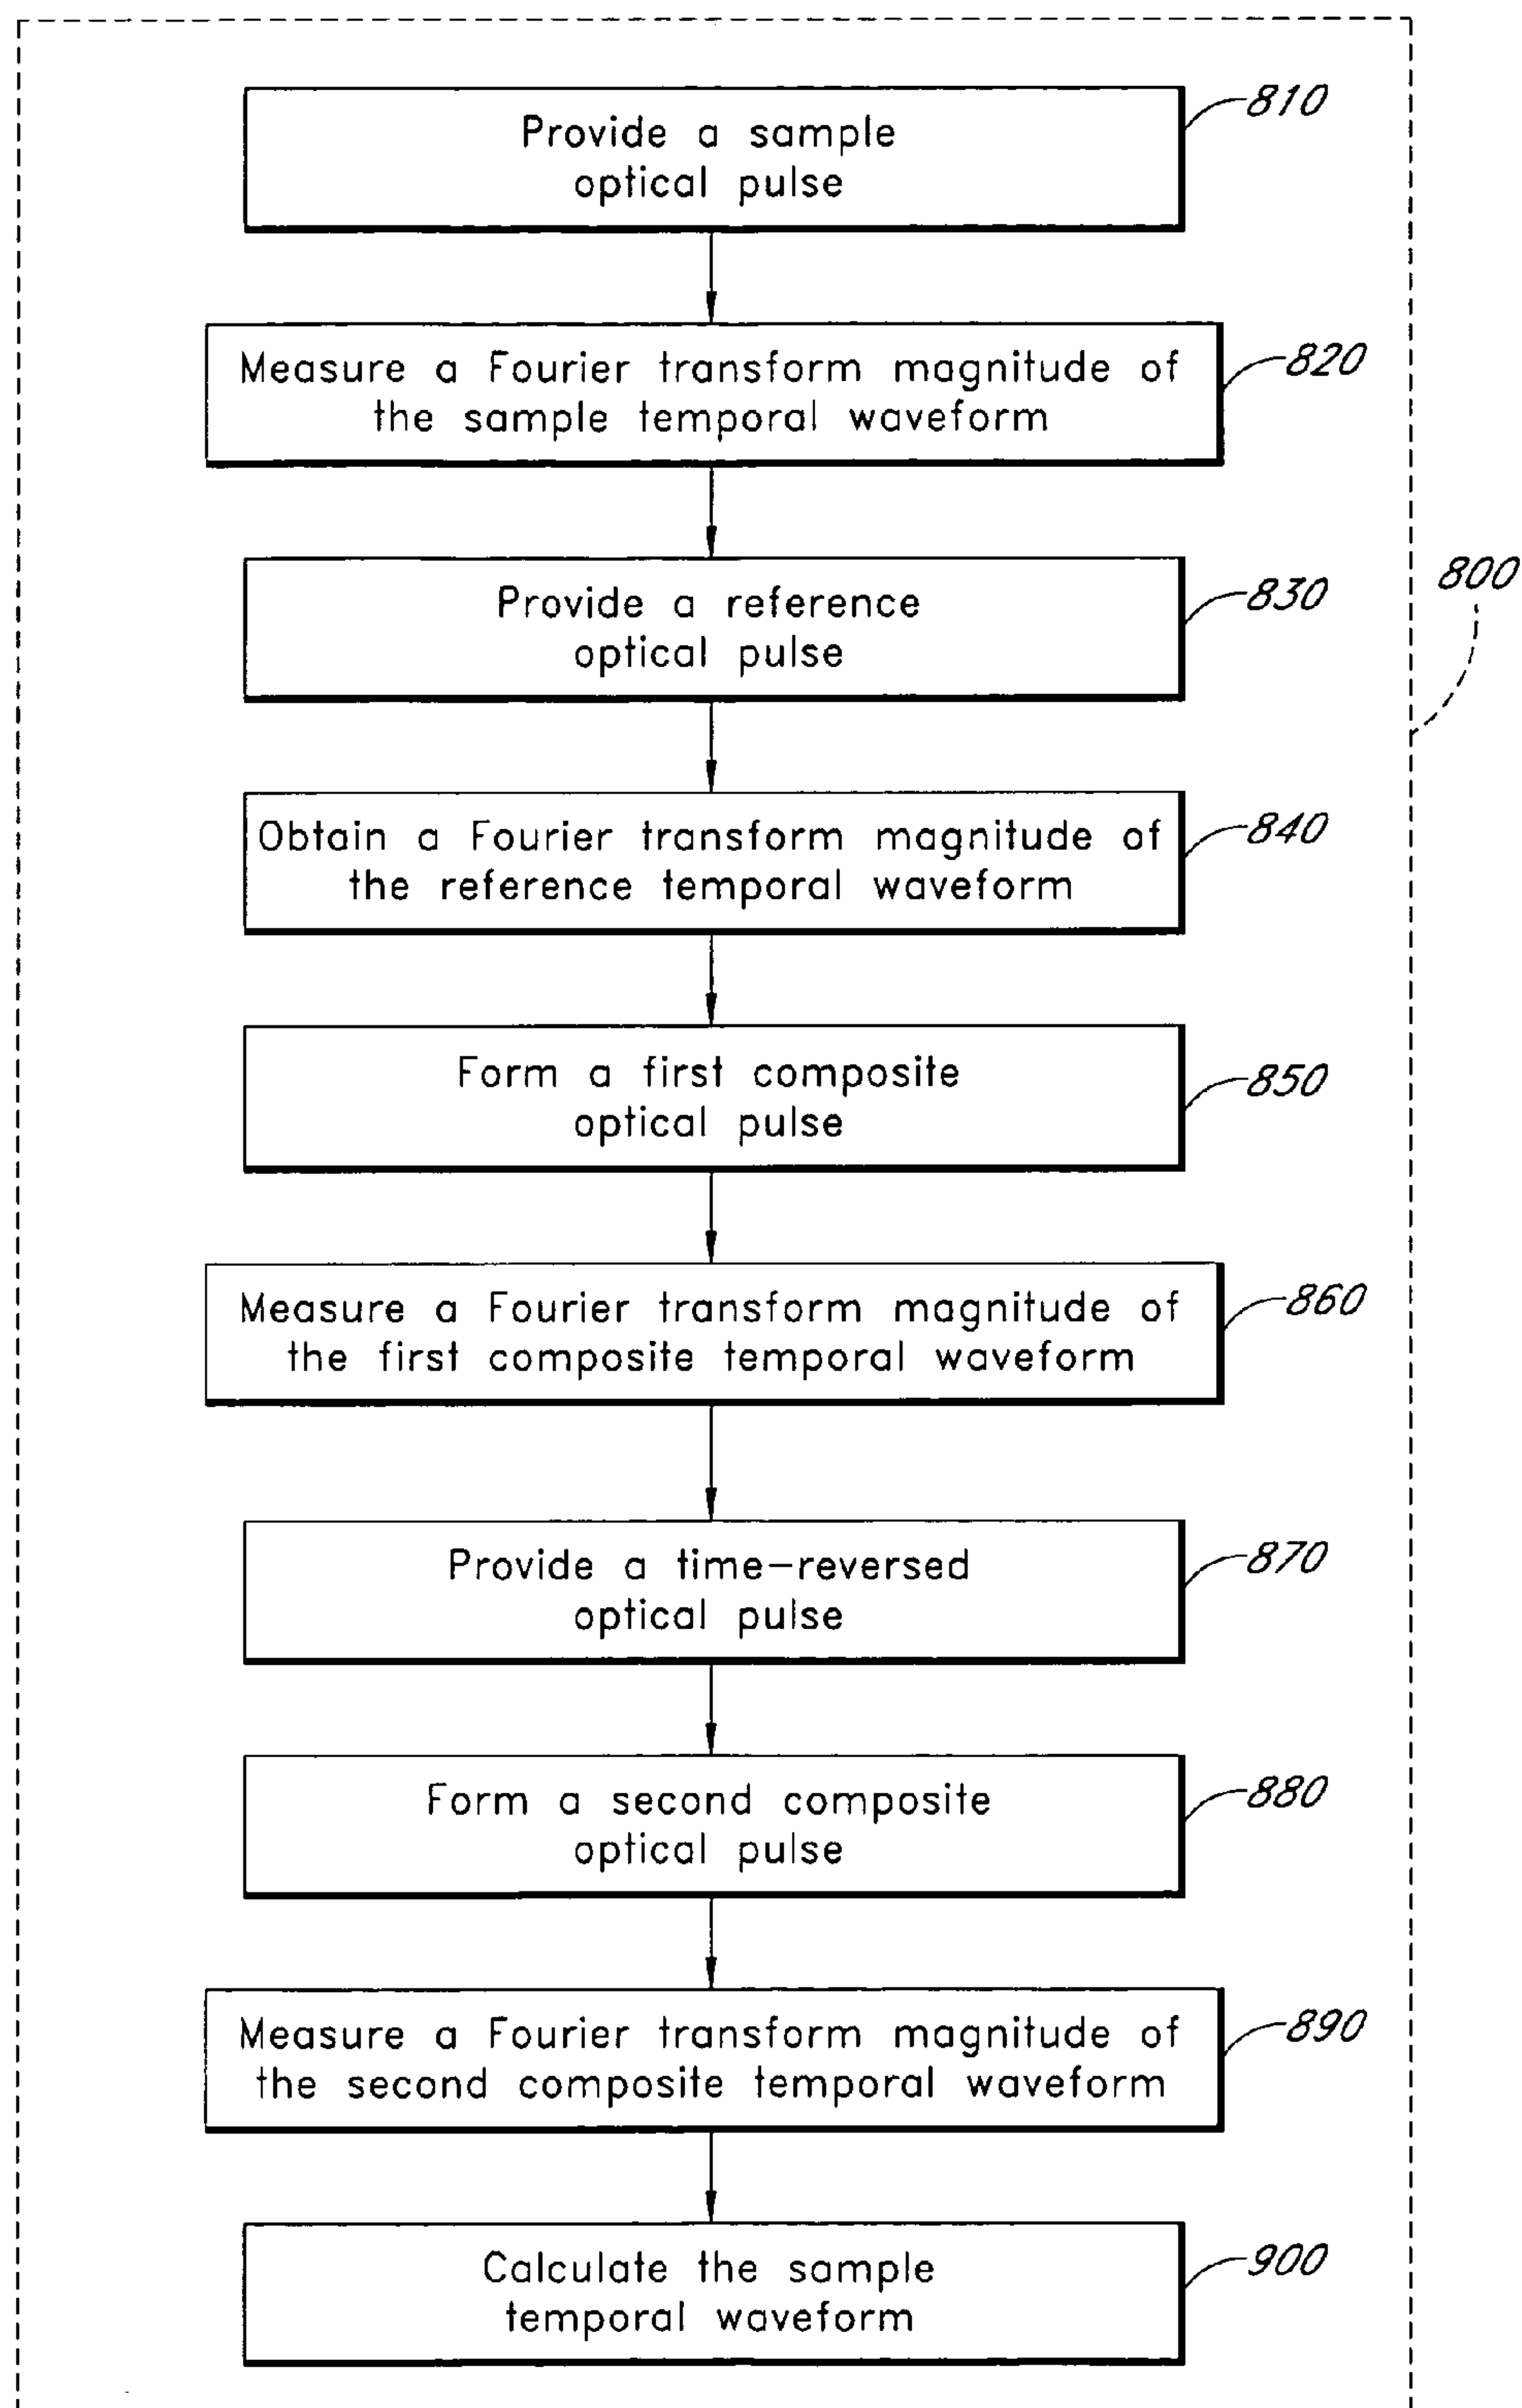 Provide a sample
optical pulse
810
Measure a Fourier transform magnitude of
the sample temporal waveform
820
Provide a reference
optical pulse
830
800
Obtain a Fourier transform magnitude of
the reference temporal waveform
840
Form a first composite
optical pulse
850
Measure a Fourier transform magnitude of
the first composite temporal waveform
860
Provide a time-reversed
optical pulse
870
Form a second composite
optical pulse
880
Measure a Fourier transform magnitude of
the second composite temporal waveform
890
Calculate the sample
temporal waveform
900